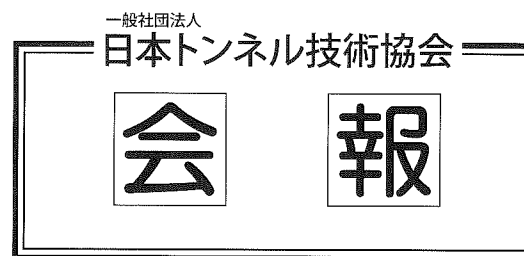 一般社団法人
日本トンネル技術協会
会 報